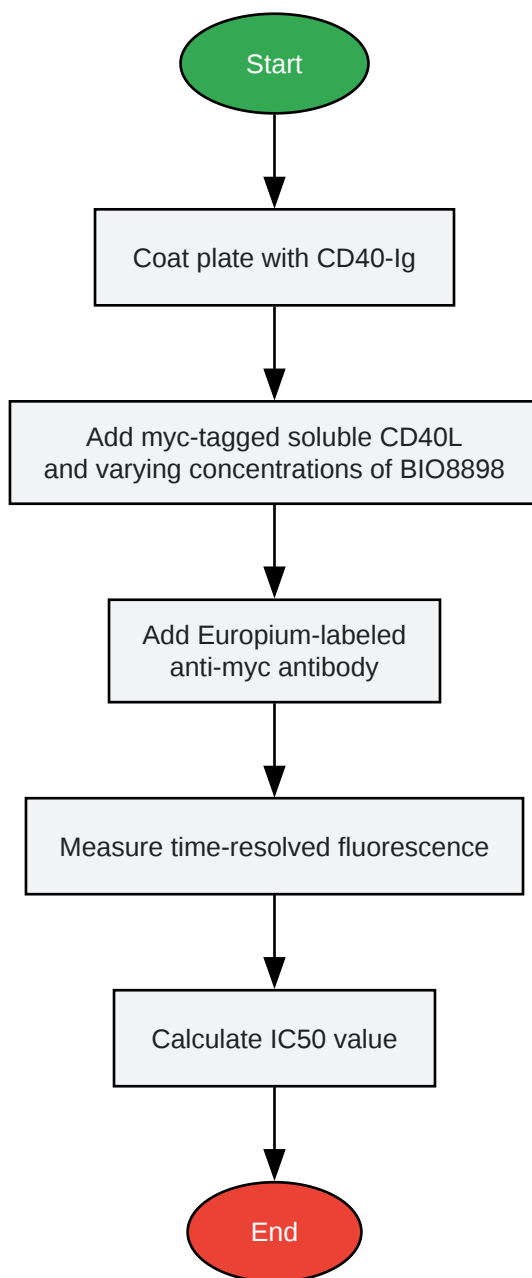 Start
Coat plate with CD40-Ig
Add myc-tagged soluble CD40L
and varying concentrations of BIO8898
Add Europium-labeled
anti-myc antibody
Measure time-resolved fluorescence
Calculate IC50 value
End